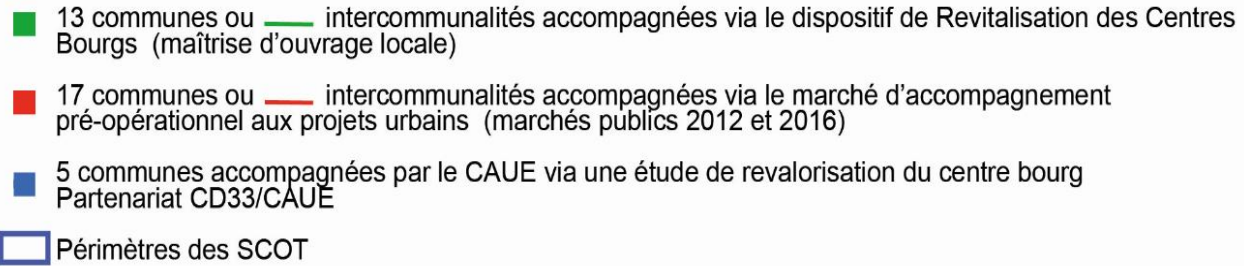 13 communes ou intercommunalités accompagnées via le dispositif de Revitalisation des Centres
Bourgs (maîtrise d'ouvrage locale)
17 communes ou intercommunalités accompagnées via le marché d'accompagnement
pré-opérationnel aux projets urbains (marchés publics 2012 et 2016)
5 communes accompagnées par le CAUE via une étude de revalorisation du centre bourg
Partenariat CD33/CAUE
Périmètres des SCOT